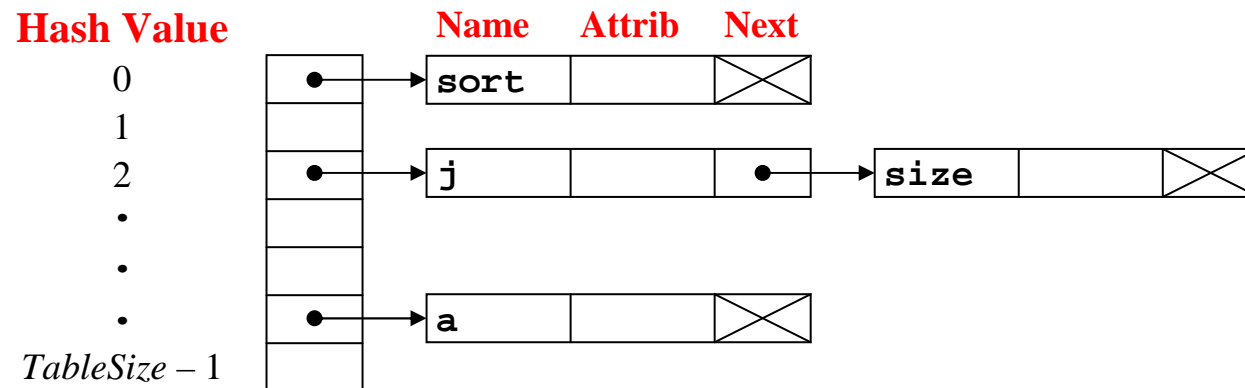 Hash Value Name Attrib Next
0 sort
1
2 j size
•
•
• a
TableSize – 1